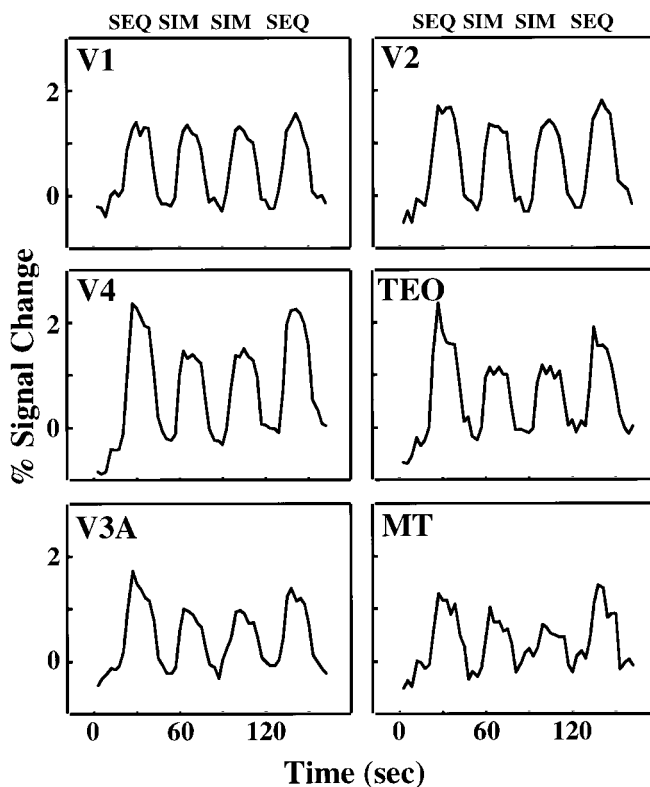 SEQ SIM SIM SEQ
SEQ SIM SIM SEQ
V1
V2
2
0
V4
TEO
2
0
% Signal Change
V3A
MT
2
0
0 60 120
0 60 120
Time (sec)